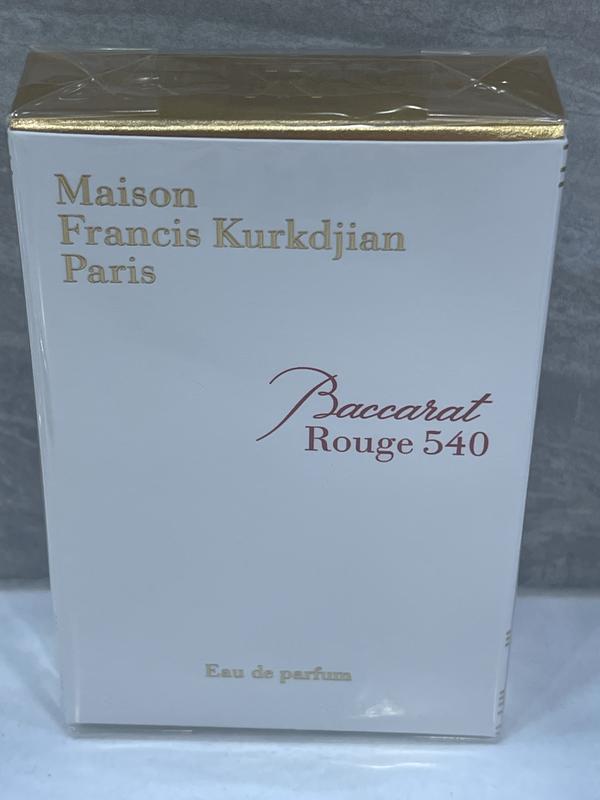 Maison
Francis Kurkdjian
Paris
Baccarat
Rouge 540
Eau de parfum